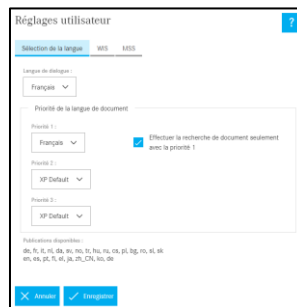 Réglages utilisateur
?
Sélection de la langue WIS MSS
Langue de dialogue :
Français
Priorité de la langue de document
Priorité 1 :
Français
Effectuer la recherche de document seulement
avec la priorité 1
Priorité 2 :
XP Default
Priorité 3 :
XP Default
Publications disponibles :
de, fr, it, nl, da, sv, no, tr, hu, ru, cs, pl, bg, ro, sl, sk
en, es, pt, fi, el, ja, zh_CN, ko, de
Annuler Enregistrer